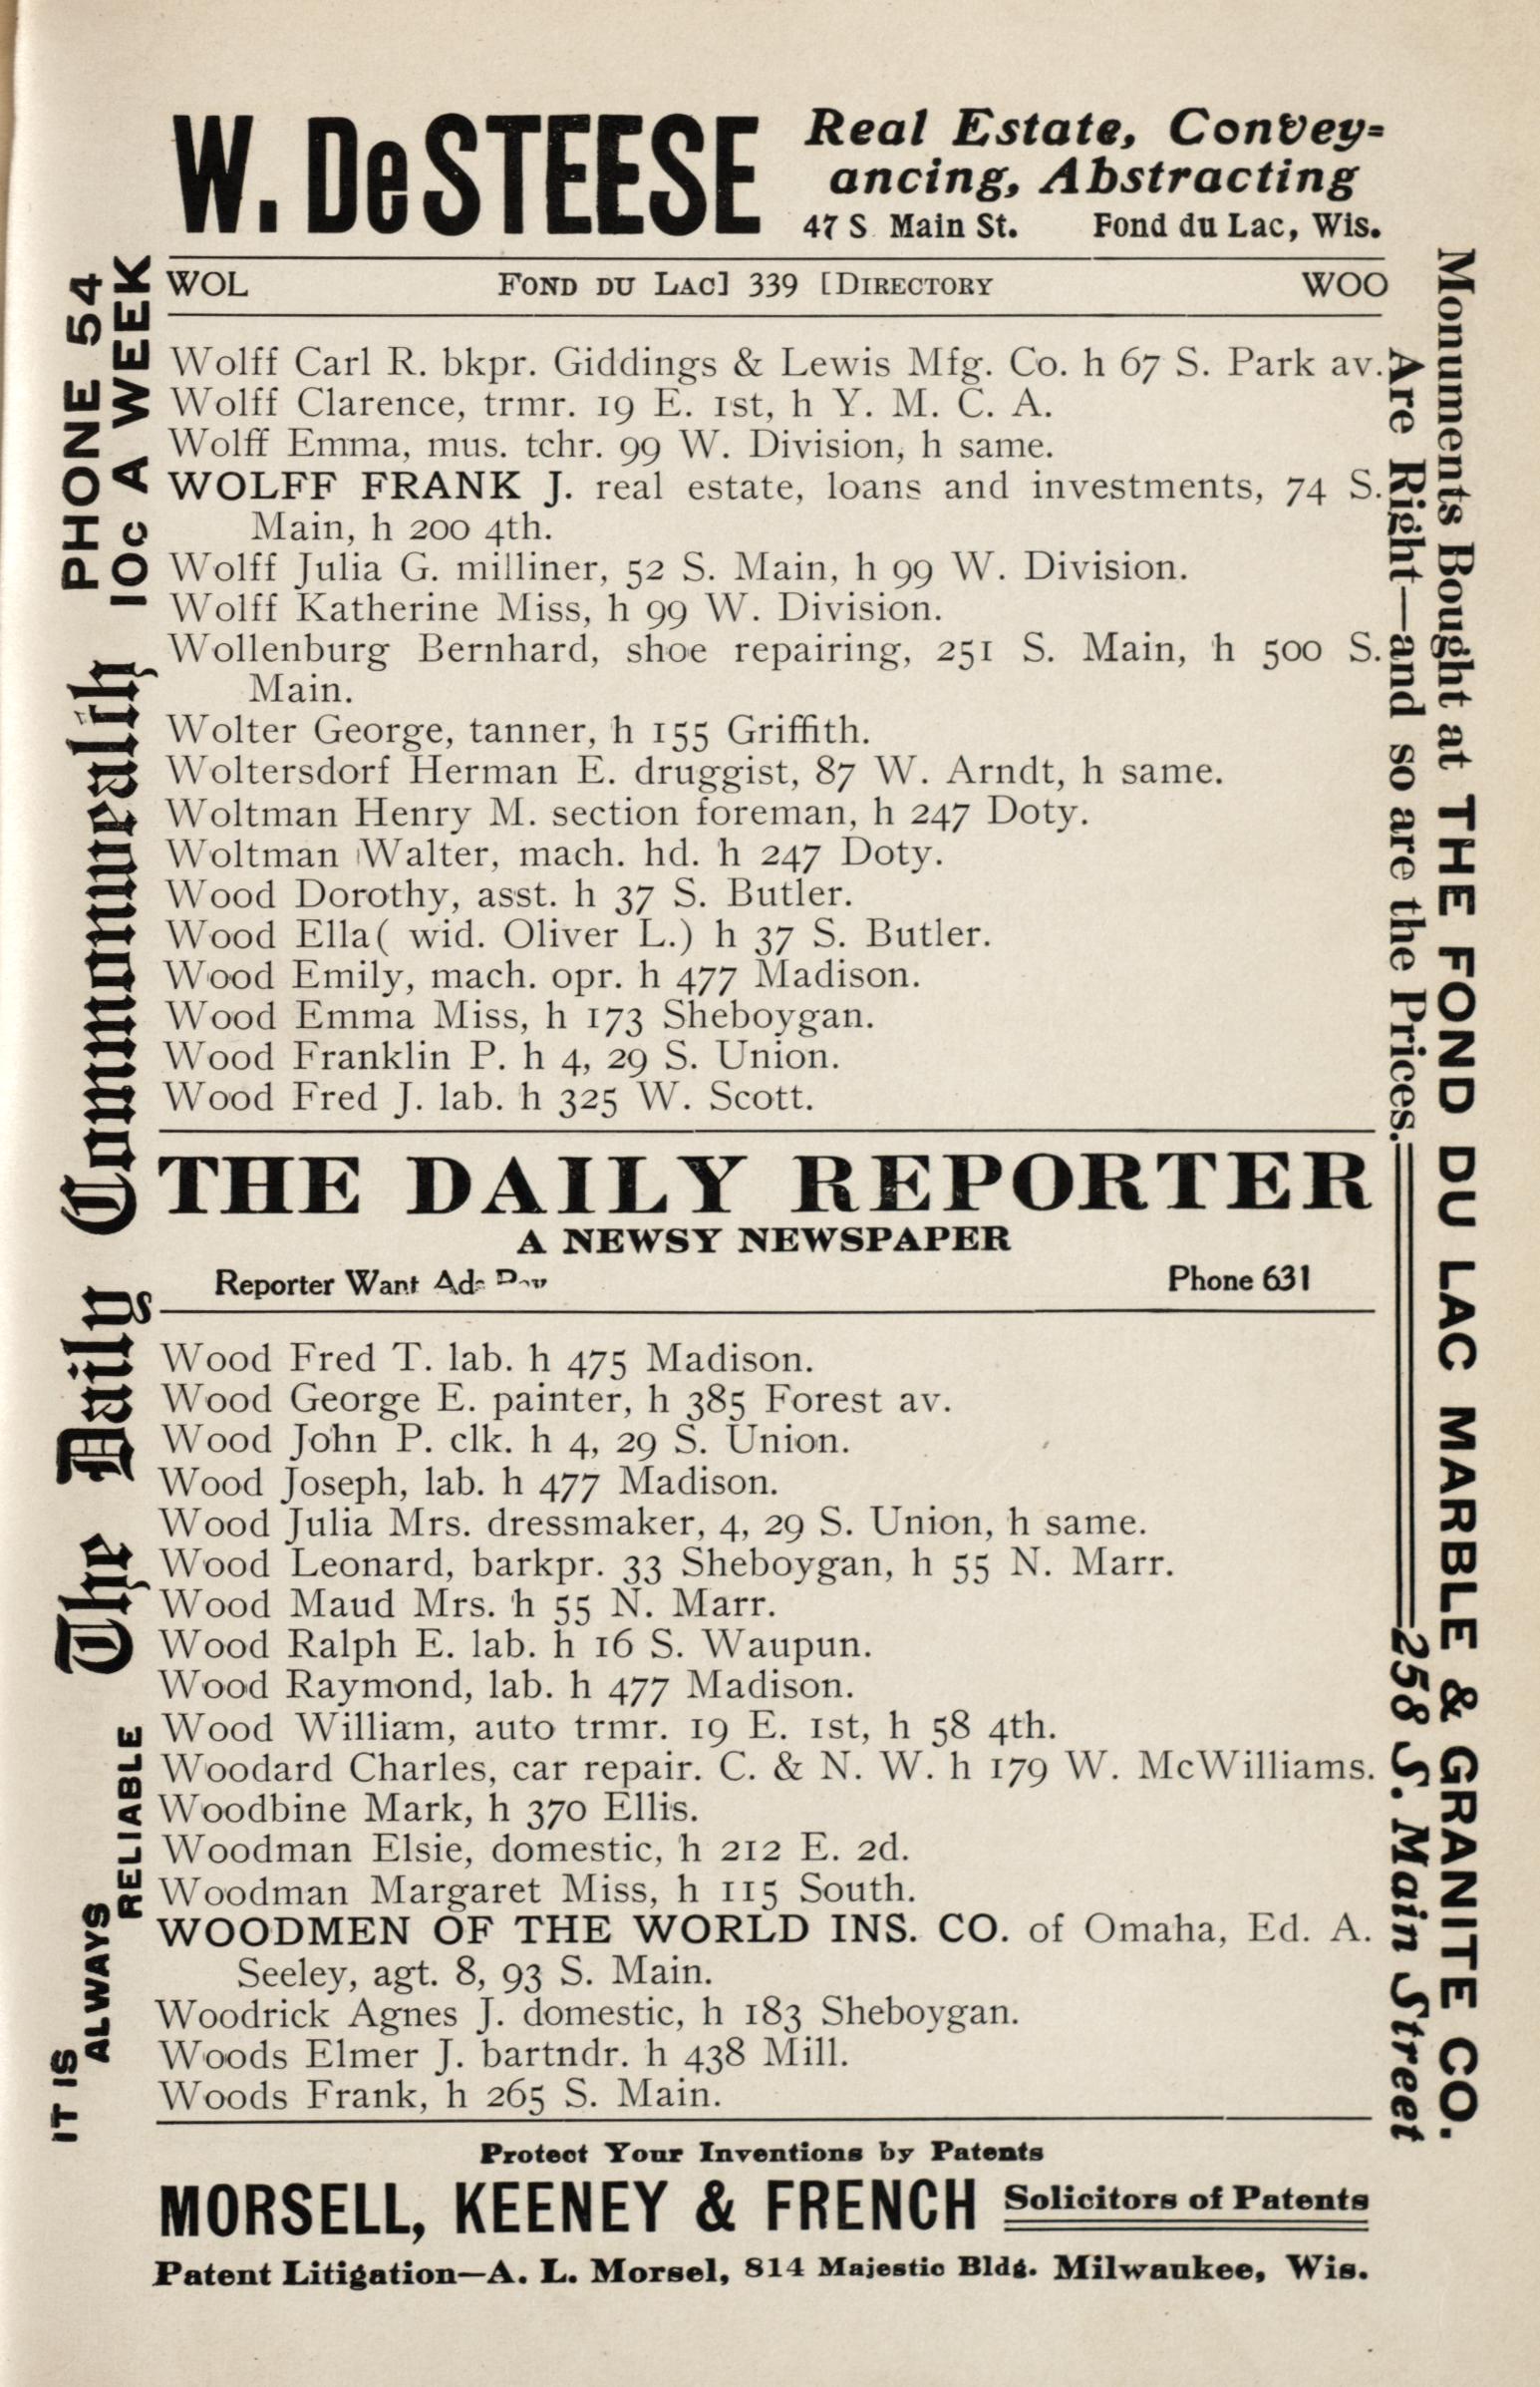 W. DeSTEESE
Real Estate, Convey-
ancing, Abstracting
47 S. Main St. Fond du Lac, Wis.
WOL FOND DU LAC] 339 [DIRECTORY WOO
Wolff Carl R. bkpr. Giddings & Lewis Mfg. Co. h 67 S. Park av.
Wolff Clarence, trmr. 19 E. 1st, h Y. M. C. A.
Wolff Emma, mus. tchr. 99 W. Division, h same.
WOLFF FRANK J. real estate, loans and investments, 74 S.
Main, h 200 4th.
Wolff Julia G. milliner, 52 S. Main, h 99 W. Division.
Wolff Katherine Miss, h 99 W. Division.
Wollenburg Bernhard, shoe repairing, 251 S. Main, h 500 S.
Main.
Wolter George, tanner, h 155 Griffith.
Woltersdorf Herman E. druggist, 87 W. Arndt, h same.
Woltman Henry M. section foreman, h 247 Doty.
Woltman Walter, mach. hd. h 247 Doty.
Wood Dorothy, asst. h 37 S. Butler.
Wood Ella( wid. Oliver L.) h 37 S. Butler.
Wood Emily, mach. opr. h 477 Madison.
Wood Emma Miss, h 173 Sheboygan.
Wood Franklin P. h 4, 29 S. Union.
Wood Fred J. lab. h 325 W. Scott.
THE DAILY REPORTER
A NEWSY NEWSPAPER
Reporter Want Ads Phone 631
Wood Fred T. lab. h 475 Madison.
Wood George E. painter, h 385 Forest av.
Wood John P. clk. h 4, 29 S. Union.
Wood Joseph, lab. h 477 Madison.
Wood Julia Mrs. dressmaker, 4, 29 S. Union, h same.
Wood Leonard, barkpr. 33 Sheboygan, h 55 N. Marr.
Wood Maud Mrs. h 55 N. Marr.
Wood Ralph E. lab. h 16 S. Waupun.
Wood Raymond, lab. h 477 Madison.
Wood William, auto trmr. 19 E. 1st, h 58 4th.
Woodard Charles, car repair. C. & N. W. h 179 W. McWilliams.
Woodbine Mark, h 370 Ellis.
Woodman Elsie, domestic, h 212 E. 2d.
Woodman Margaret Miss, h 115 South.
WOODMEN OF THE WORLD INS. CO. of Omaha, Ed. A.
Seeley, agt. 8, 93 S. Main.
Woodrick Agnes J. domestic, h 183 Sheboygan.
Woods Elmer J. bartndr. h 438 Mill.
Woods Frank, h 265 S. Main.
Protect Your Inventions by Patents
MORSELL, KEENEY & FRENCH Solicitors of Patents
Patent Litigation—A. L. Morsel, 814 Majestic Bldg. Milwaukee, Wis.
IT IS
ALWAYS
RELIABLE
The Daily Commonwealth
PHONE 54
10c A WEEK
Monuments Bought at THE FOND DU LAC MARBLE & GRANITE CO.
Are Right—and so are the Prices. 258 S. Main Street